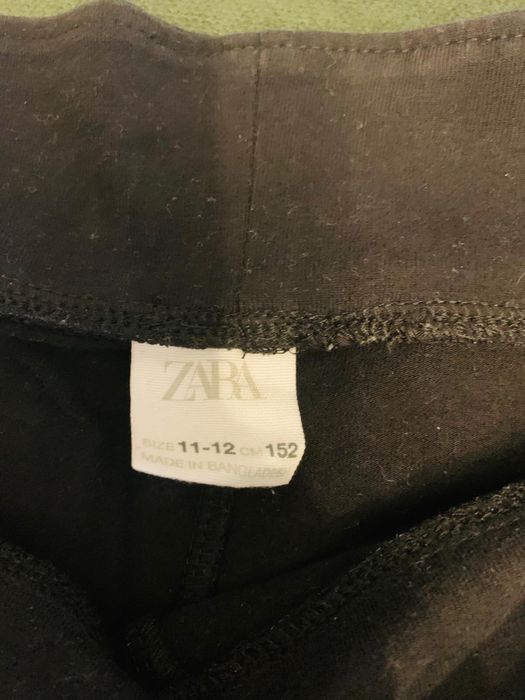 ZARA
SIZE 11-12 CM 152
MADE IN BANGLADESH